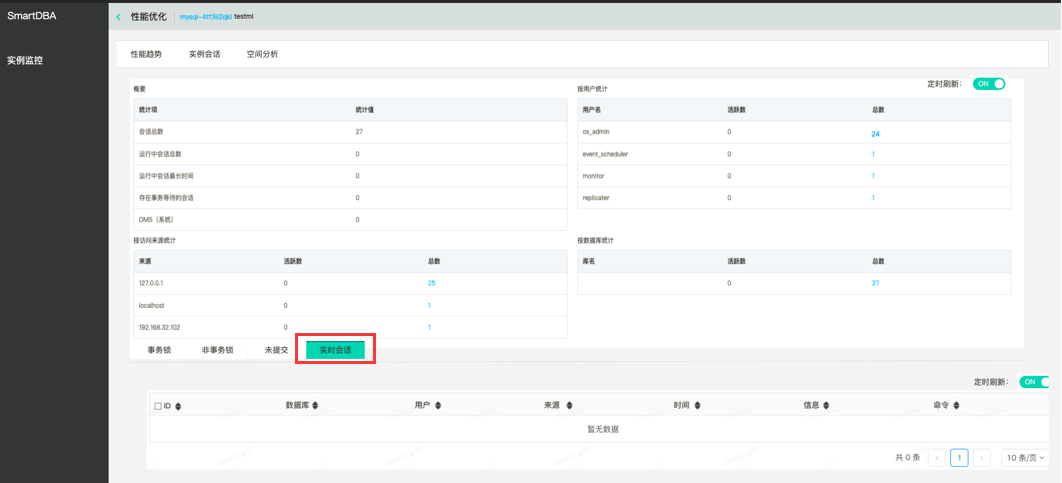 SmartDBA
性能优化 mysql-4tf3ii2qkl testml
实例监控
性能趋势 实例会话 空间分析
定时刷新： ON
概要
统计项 统计值
会话总数 27
运行中会话总数 0
运行中会话最长时间 0
存在事务等待的会话 0
DMS（系统） 0
按用户统计
用户名 活跃数 总数
os_admin 0 24
event_scheduler 0 1
monitor 0 1
replicater 0 1
按访问来源统计
来源 活跃数 总数
127.0.0.1 0 25
localhost 0 1
192.168.32.102 0 1
按数据库统计
库名 活跃数 总数
0 27
事务锁 非事务锁 未提交 实时会话
定时刷新： ON
ID 数据库 用户 来源 时间 信息 命令
暂无数据
共 0 条 1 10 条/页